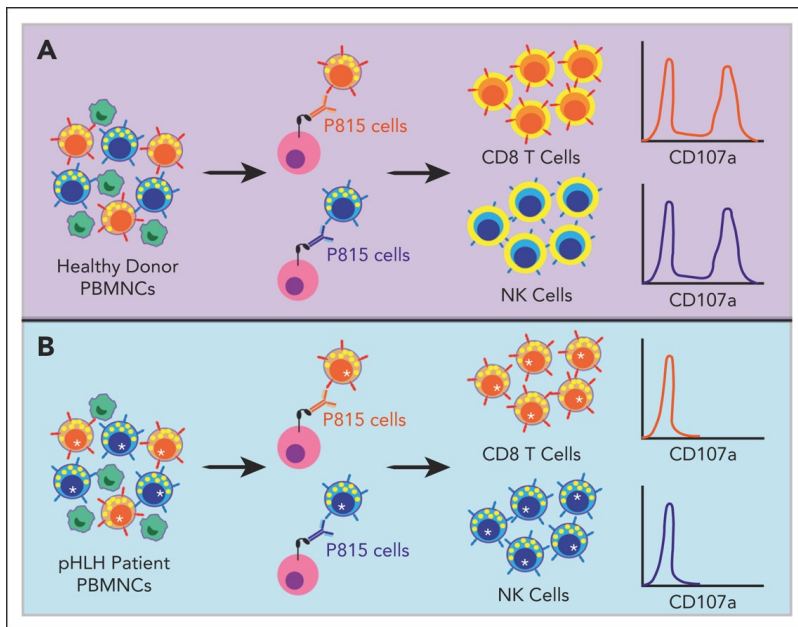 A
P815 cells
P815 cells
Healthy Donor
PBMNCs
CD8 T Cells
NK Cells
CD107a
CD107a
B
P815 cells
P815 cells
pHLH Patient
PBMNCs
CD8 T Cells
NK Cells
CD107a
CD107a